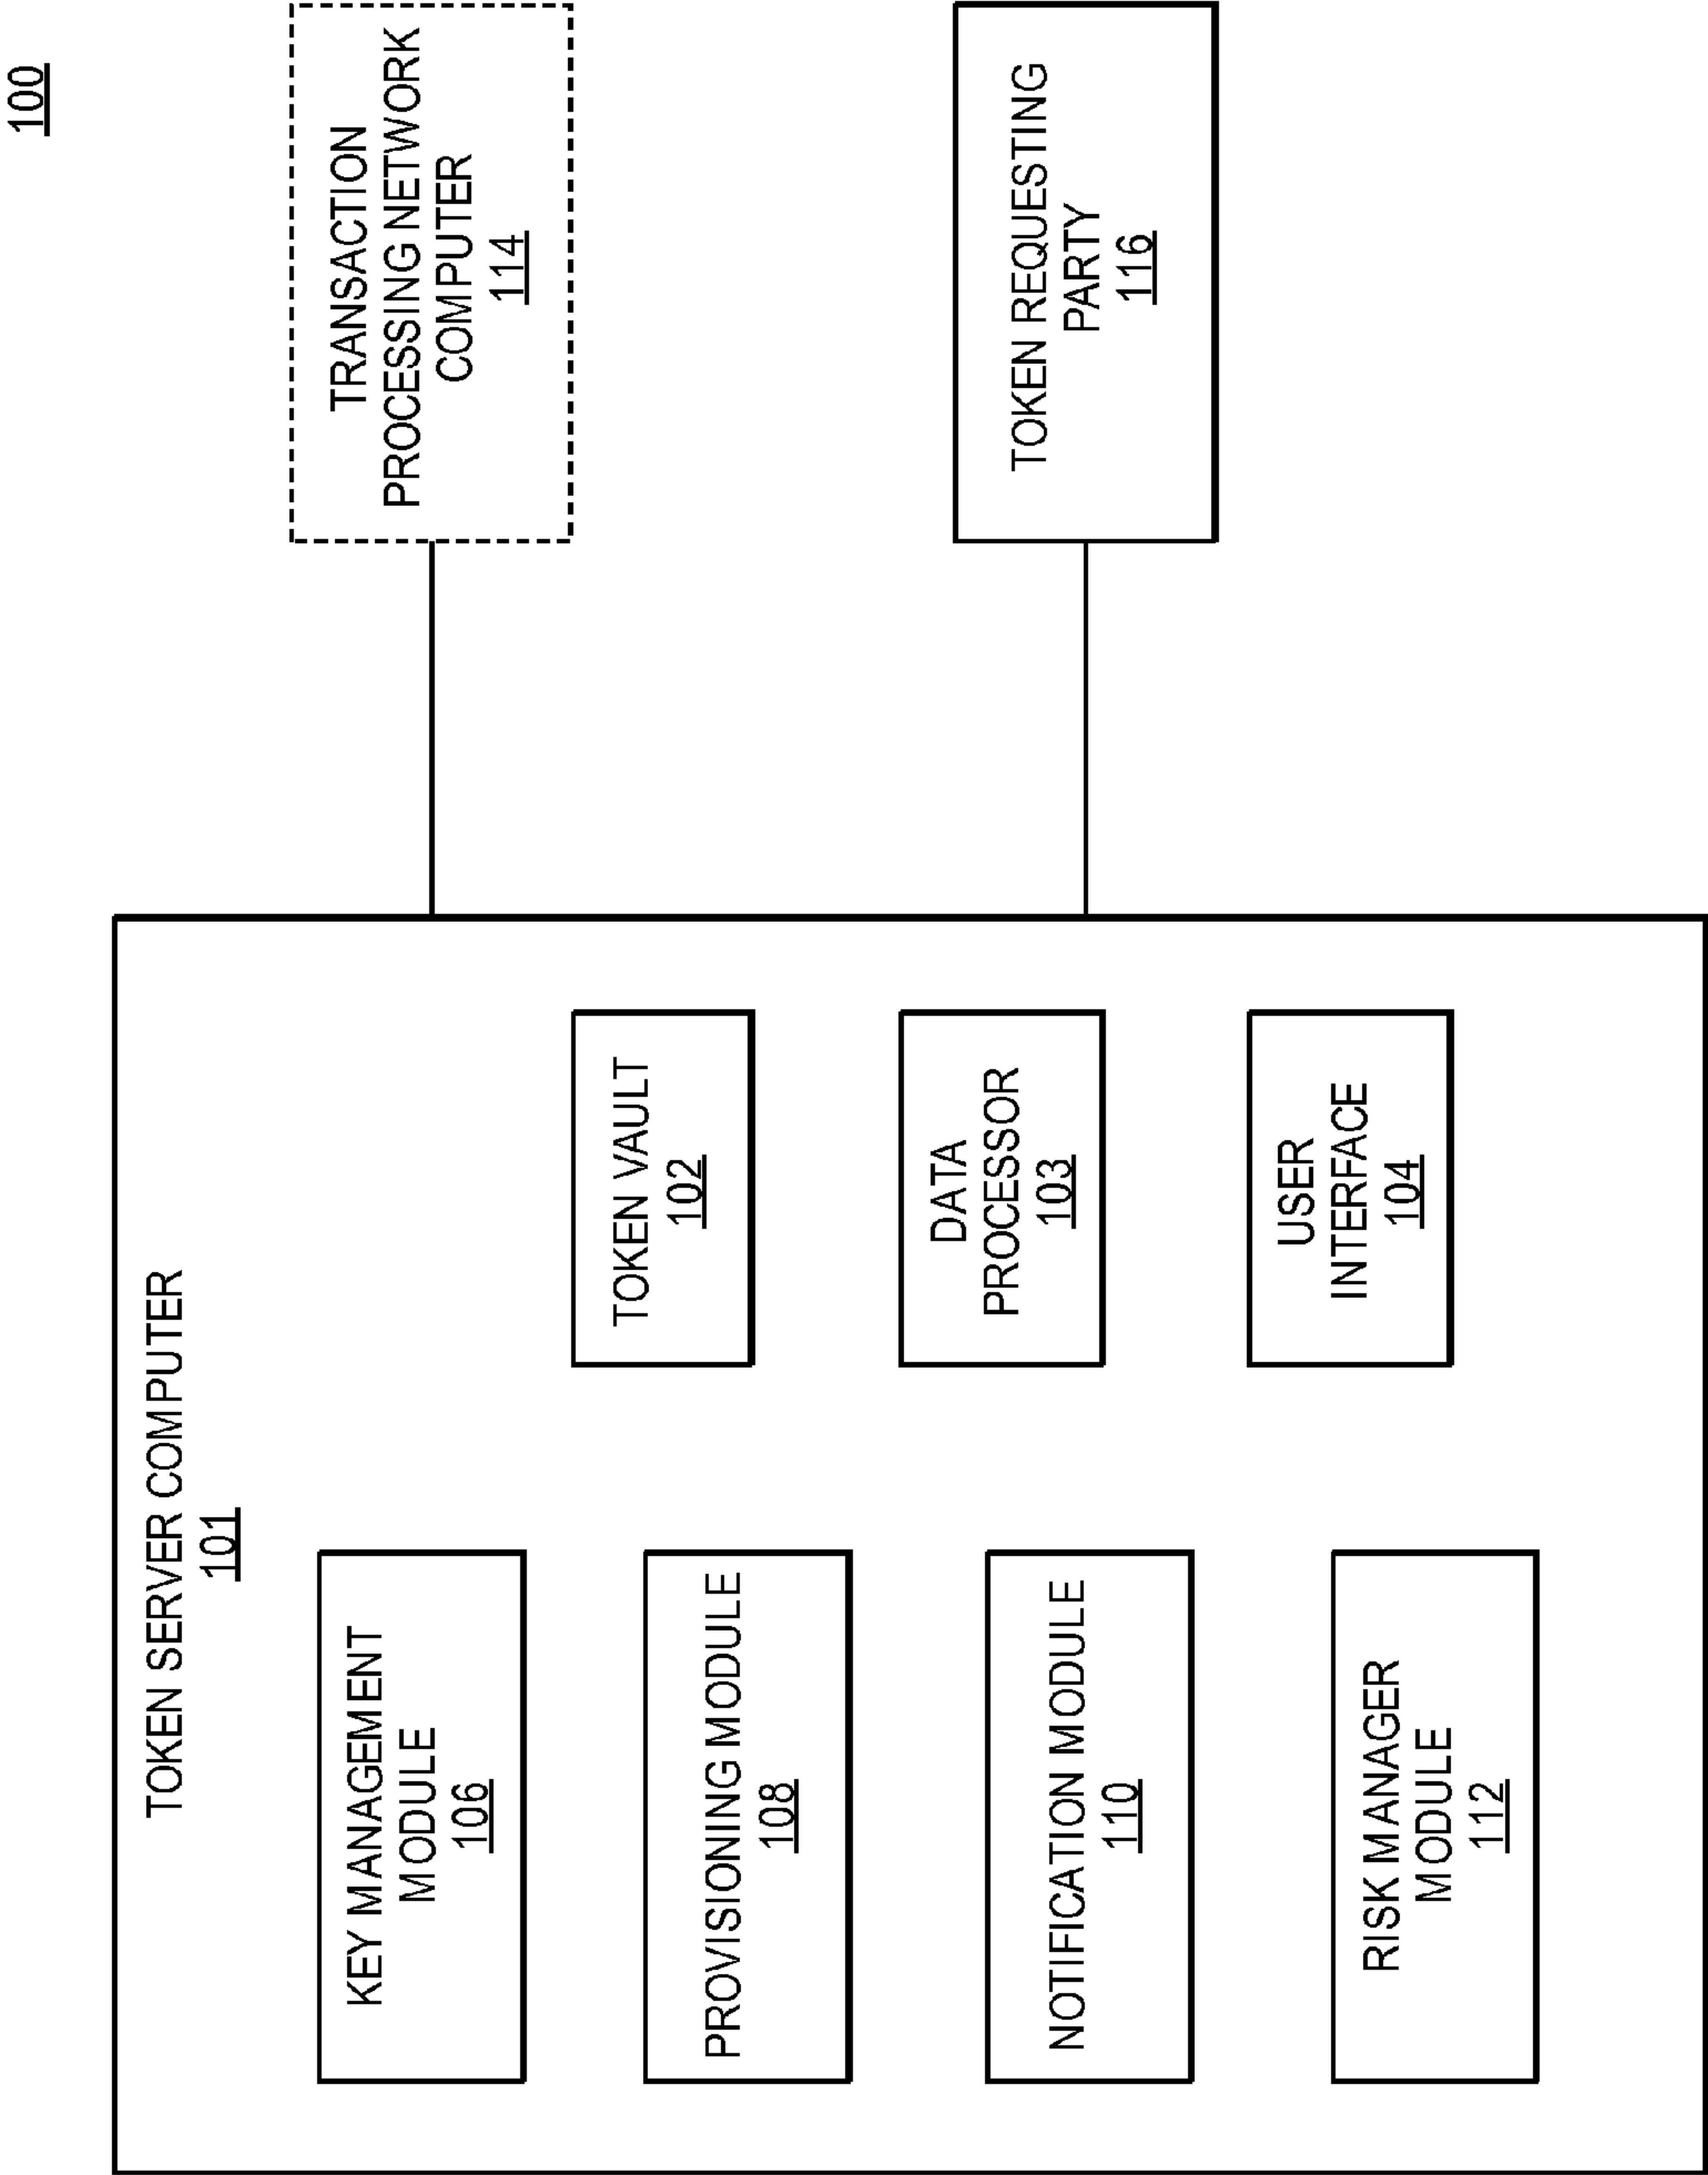 100
TOKEN SERVER COMPUTER
101
KEY MANAGEMENT
MODULE
106
PROVISIONING MODULE
108
NOTIFICATION MODULE
110
RISK MANAGER
MODULE
112
TOKEN VAULT
102
DATA
PROCESSOR
103
USER
INTERFACE
104
TRANSACTION
PROCESSING NETWORK
COMPUTER
114
TOKEN REQUESTING
PARTY
116